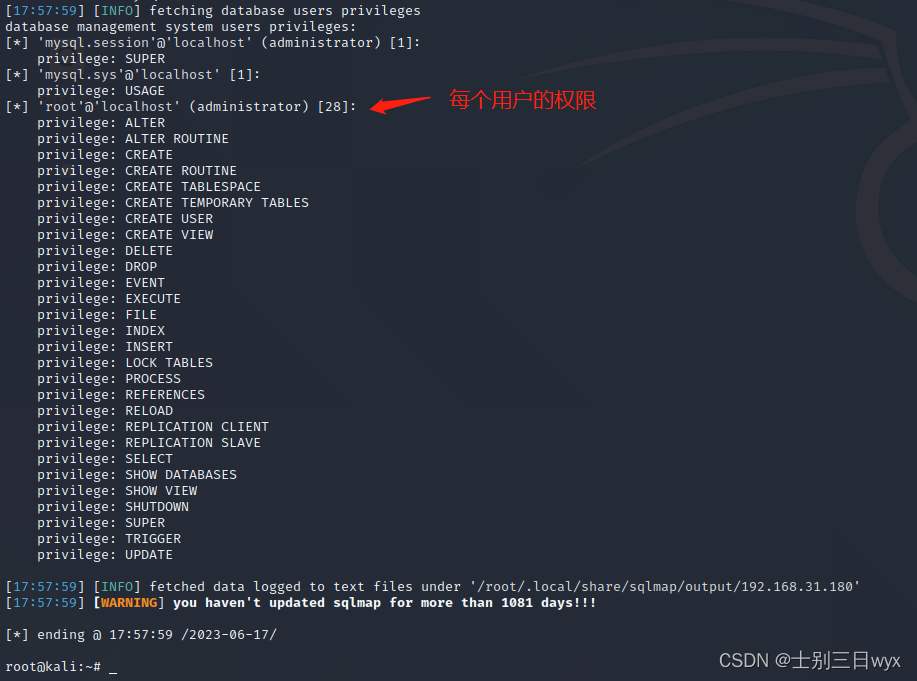 [17:57:59] [INFO] fetching database users privileges
database management system users privileges:
[*] 'mysql.session'@'localhost' (administrator) [1]:
    privilege: SUPER
[*] 'mysql.sys'@'localhost' [1]:
    privilege: USAGE
[*] 'root'@'localhost' (administrator) [28]: 每个用户的权限
    privilege: ALTER
    privilege: ALTER ROUTINE
    privilege: CREATE
    privilege: CREATE ROUTINE
    privilege: CREATE TABLESPACE
    privilege: CREATE TEMPORARY TABLES
    privilege: CREATE USER
    privilege: CREATE VIEW
    privilege: DELETE
    privilege: DROP
    privilege: EVENT
    privilege: EXECUTE
    privilege: FILE
    privilege: INDEX
    privilege: INSERT
    privilege: LOCK TABLES
    privilege: PROCESS
    privilege: REFERENCES
    privilege: RELOAD
    privilege: REPLICATION CLIENT
    privilege: REPLICATION SLAVE
    privilege: SELECT
    privilege: SHOW DATABASES
    privilege: SHOW VIEW
    privilege: SHUTDOWN
    privilege: SUPER
    privilege: TRIGGER
    privilege: UPDATE
[17:57:59] [INFO] fetched data logged to text files under '/root/.local/share/sqlmap/output/192.168.31.180'
[17:57:59] [WARNING] you haven't updated sqlmap for more than 1081 days!!!
[*] ending @ 17:57:59 /2023-06-17/
root@kali:~# _
CSDN @士别三日wyx